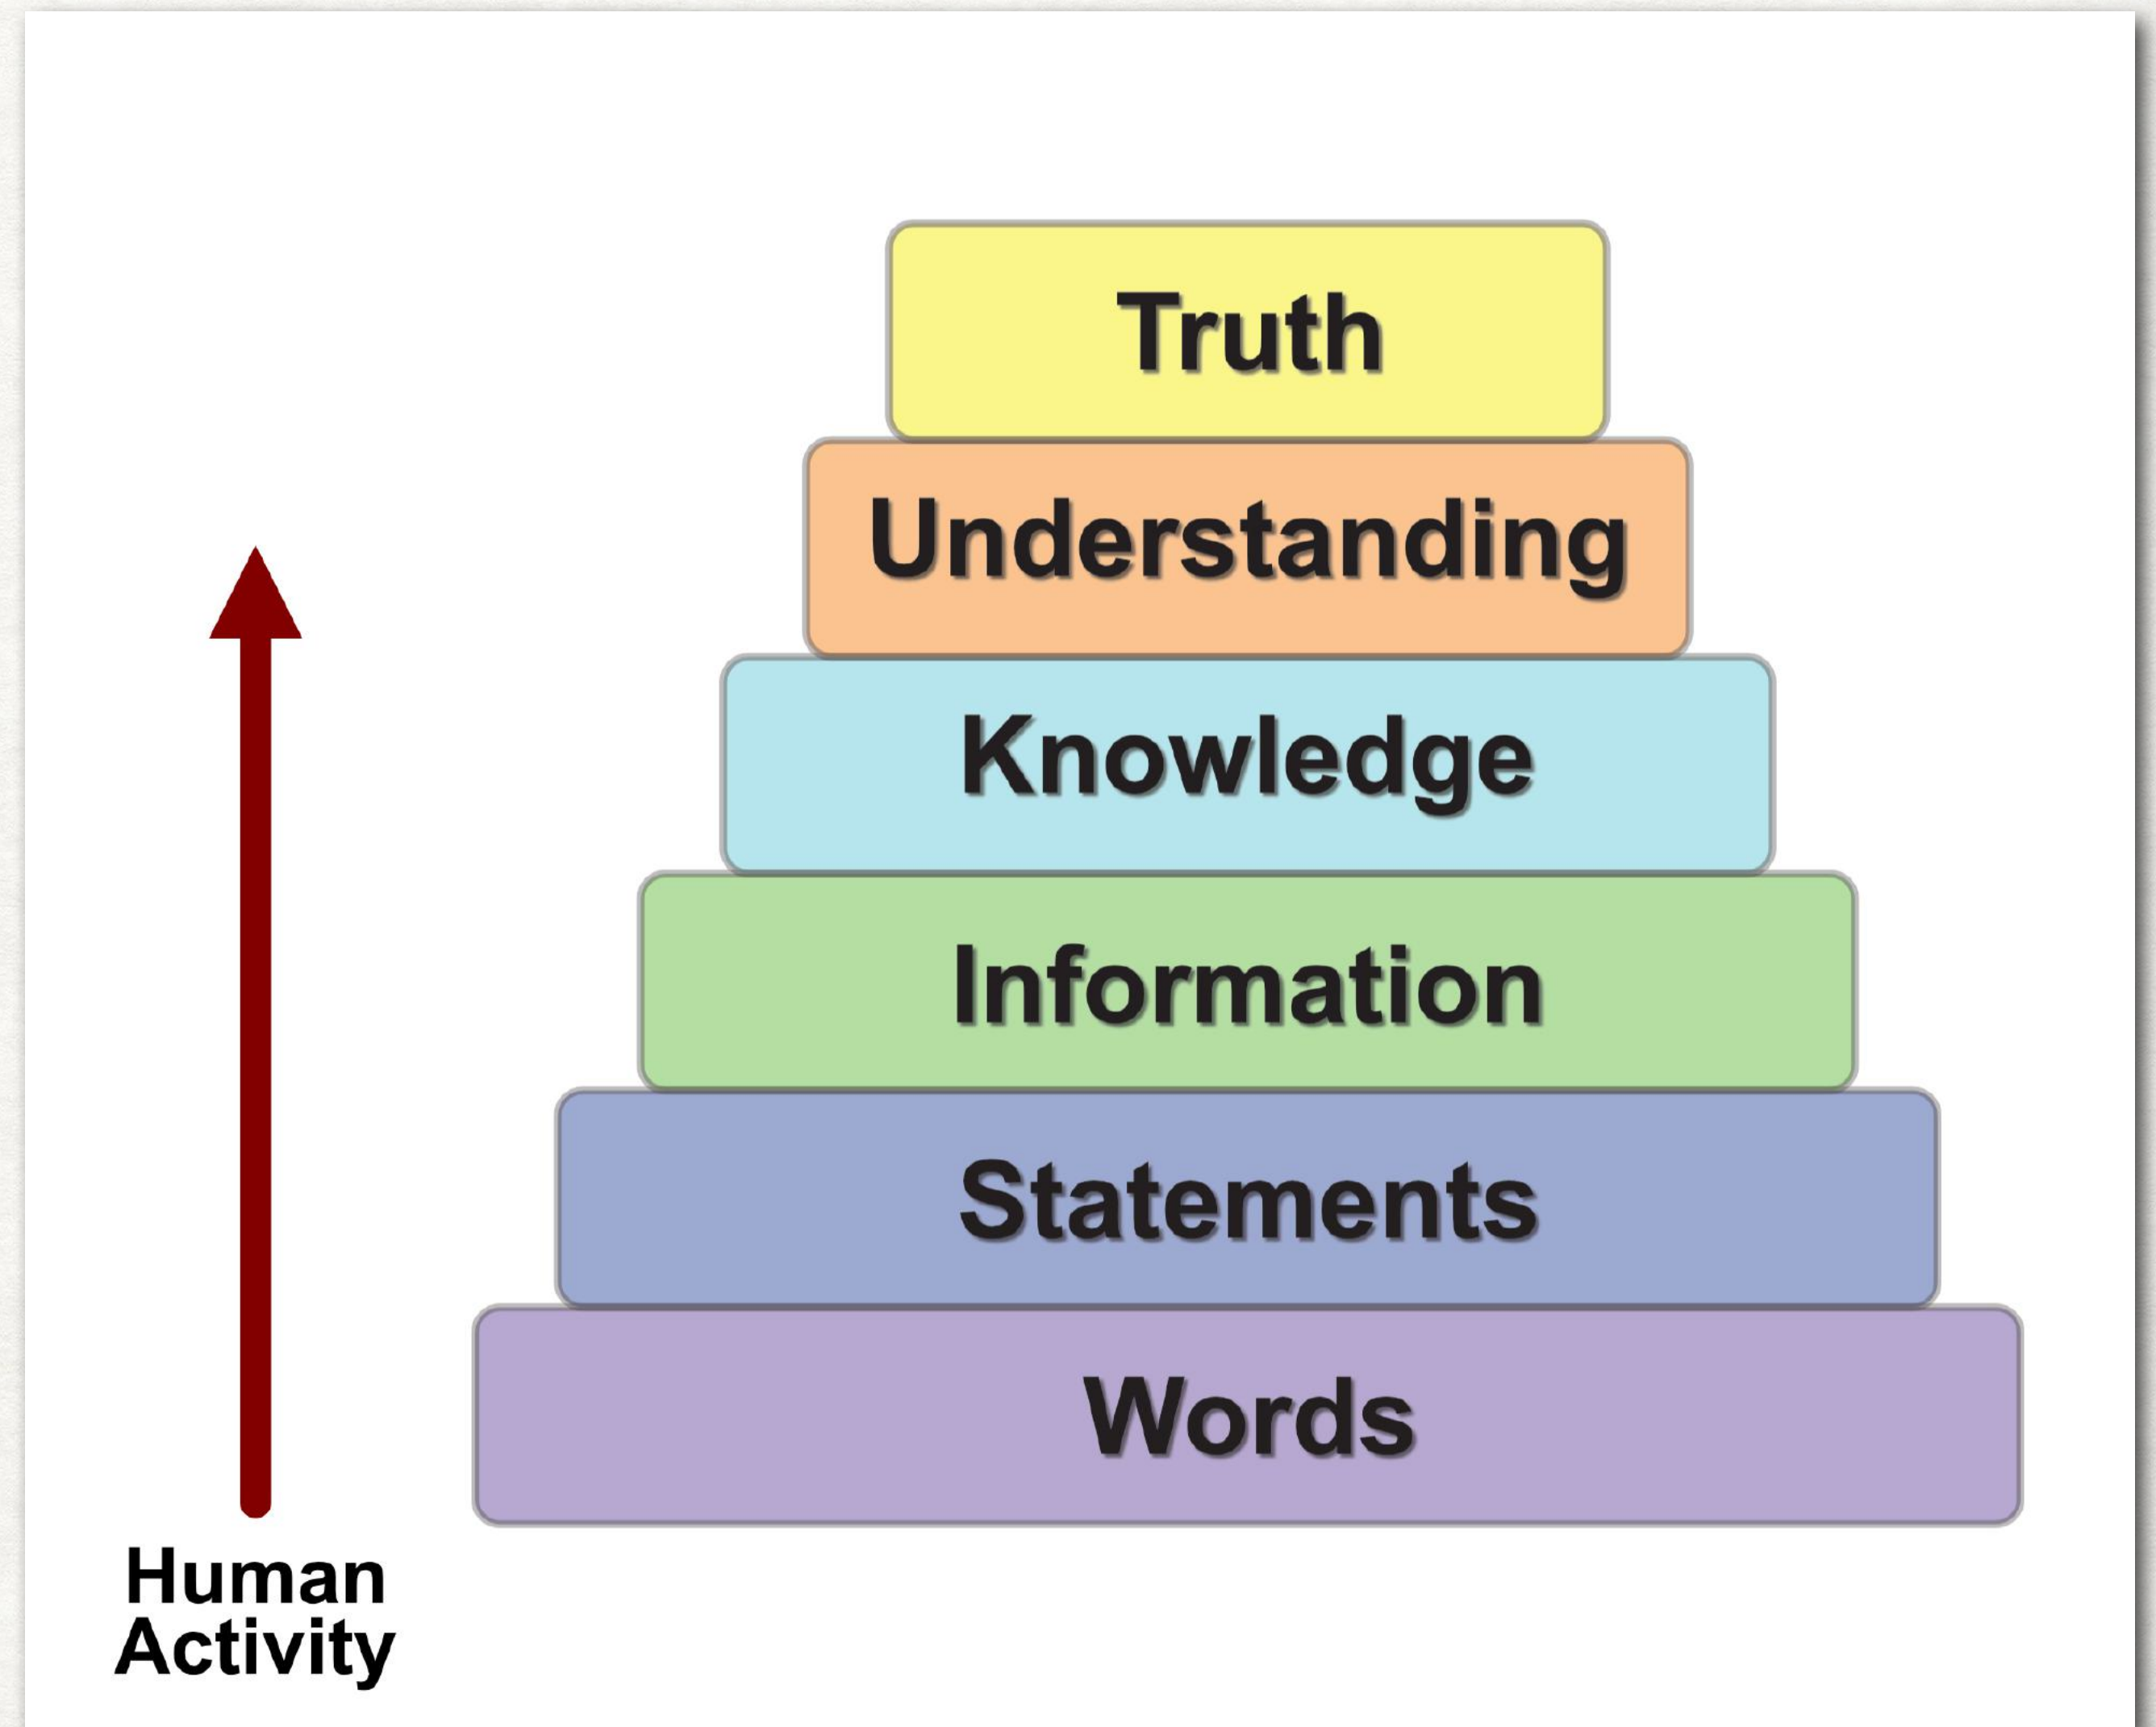 Truth
Understanding
Knowledge
Information
Statements
Words
Human
Activity